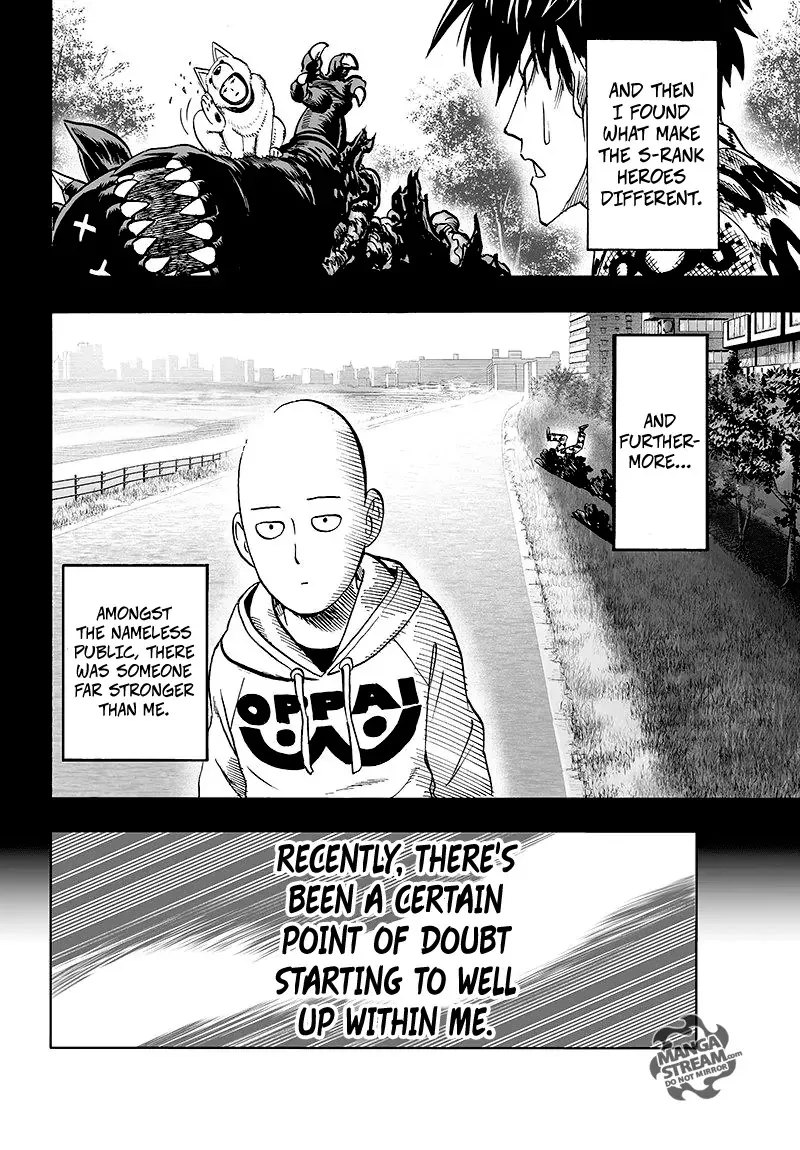 AND THEN
I FOUND
WHAT MAKE
THE S-RANK
HEROES
DIFFERENT.
AND
FURTHER-
MORE...
OPPAI
AMONGST
THE NAMELESS
PUBLIC, THERE
WAS SOMEONE
FAR STRONGER
THAN ME.
RECENTLY, THERE'S
BEEN A CERTAIN
POINT OF DOUBT
STARTING TO WELL
UP WITHIN ME.
MANGA
STREAM.com
DO NOT MIRROR